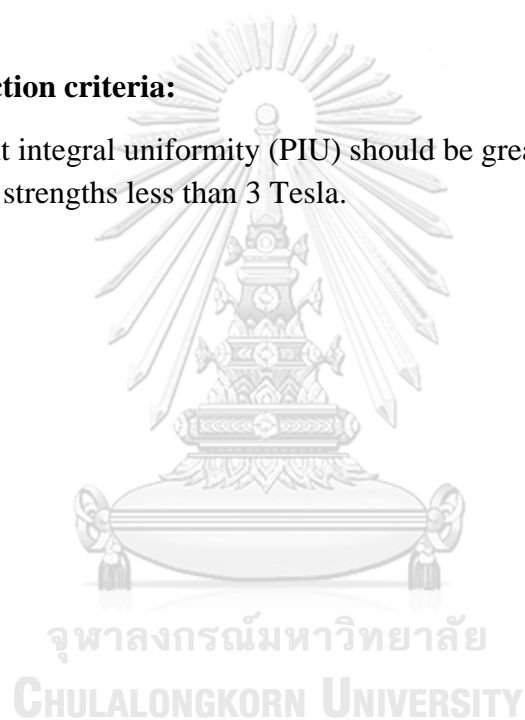 ction criteria:
t integral uniformity (PIU) should be grea
strengths less than 3 Tesla.
จุฬาลงกรณ์มหาวิทยาลัย
CHULALONGKORN UNIVERSITY